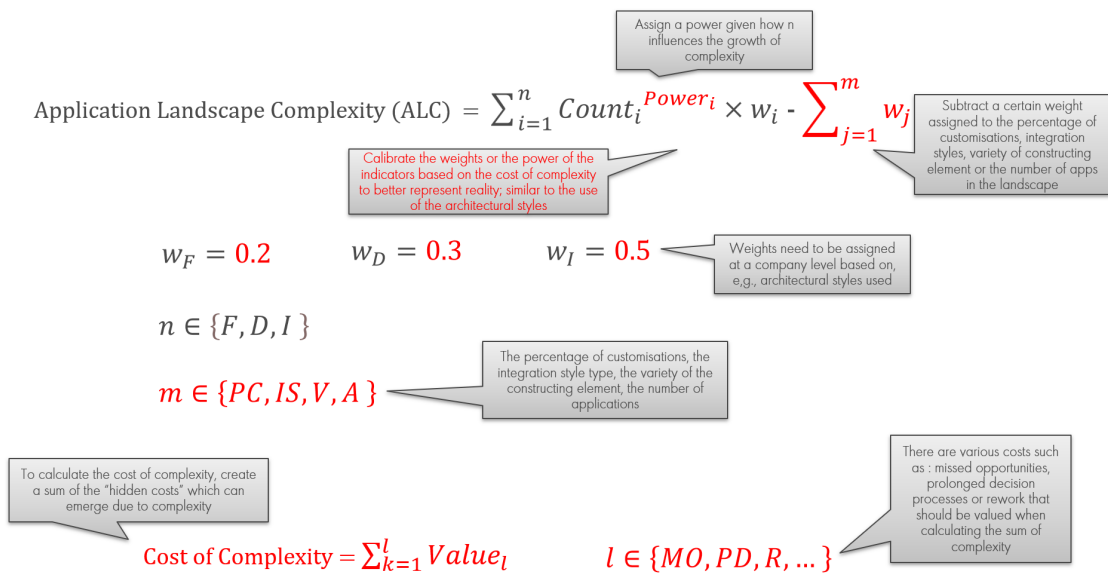 Assign a power given how n
influences the growth of
complexity
Application Landscape Complexity (ALC) = ∑ⁿᵢ₌₁ Countᵢ^Powerᵢ × wᵢ - ∑ᵐⱼ₌₁ wⱼ
Subtract a certain weight
assigned to the percentage of
customisations, integration
styles, variety of constructing
element or the number of apps
in the landscape
Calibrate the weights or the power of the
indicators based on the cost of complexity
to better represent reality; similar to the use
of the architectural styles
w_F = 0.2 w_D = 0.3 w_I = 0.5
Weights need to be assigned
at a company level based on,
e,g., architectural styles used
n ∈ {F, D, I }
The percentage of customisations, the
integration style type, the variety of the
constructing element, the number of
applications
m ∈ {PC, IS, V, A }
To calculate the cost of complexity, create
a sum of the "hidden costs" which can
emerge due to complexity
There are various costs such
as : missed opportunities,
prolonged decision
processes or rework that
should be valued when
calculating the sum of
complexity
Cost of Complexity = ∑ˡₖ₌₁ Value_l l ∈ {MO, PD, R, … }